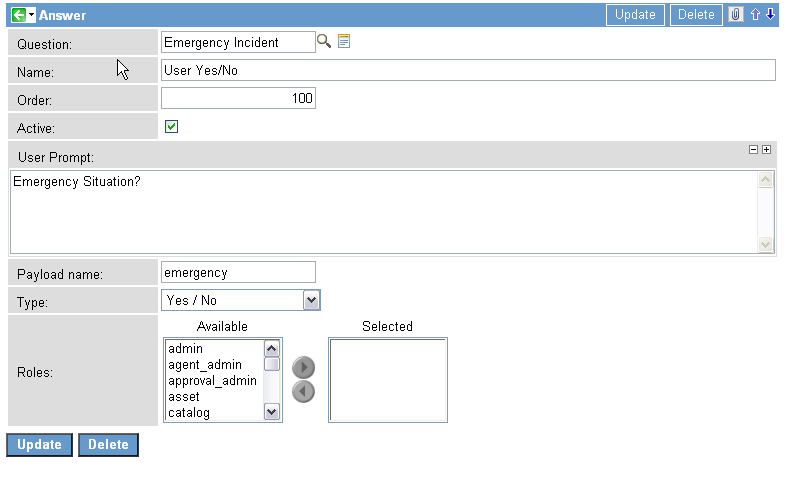 Answer Update Delete
Question: Emergency Incident
Name: User Yes/No
Order: 100
Active:
User Prompt:
Emergency Situation?
Payload name: emergency
Type: Yes / No
Available Selected
Roles:
admin
agent_admin
approval_admin
asset
catalog
Update Delete